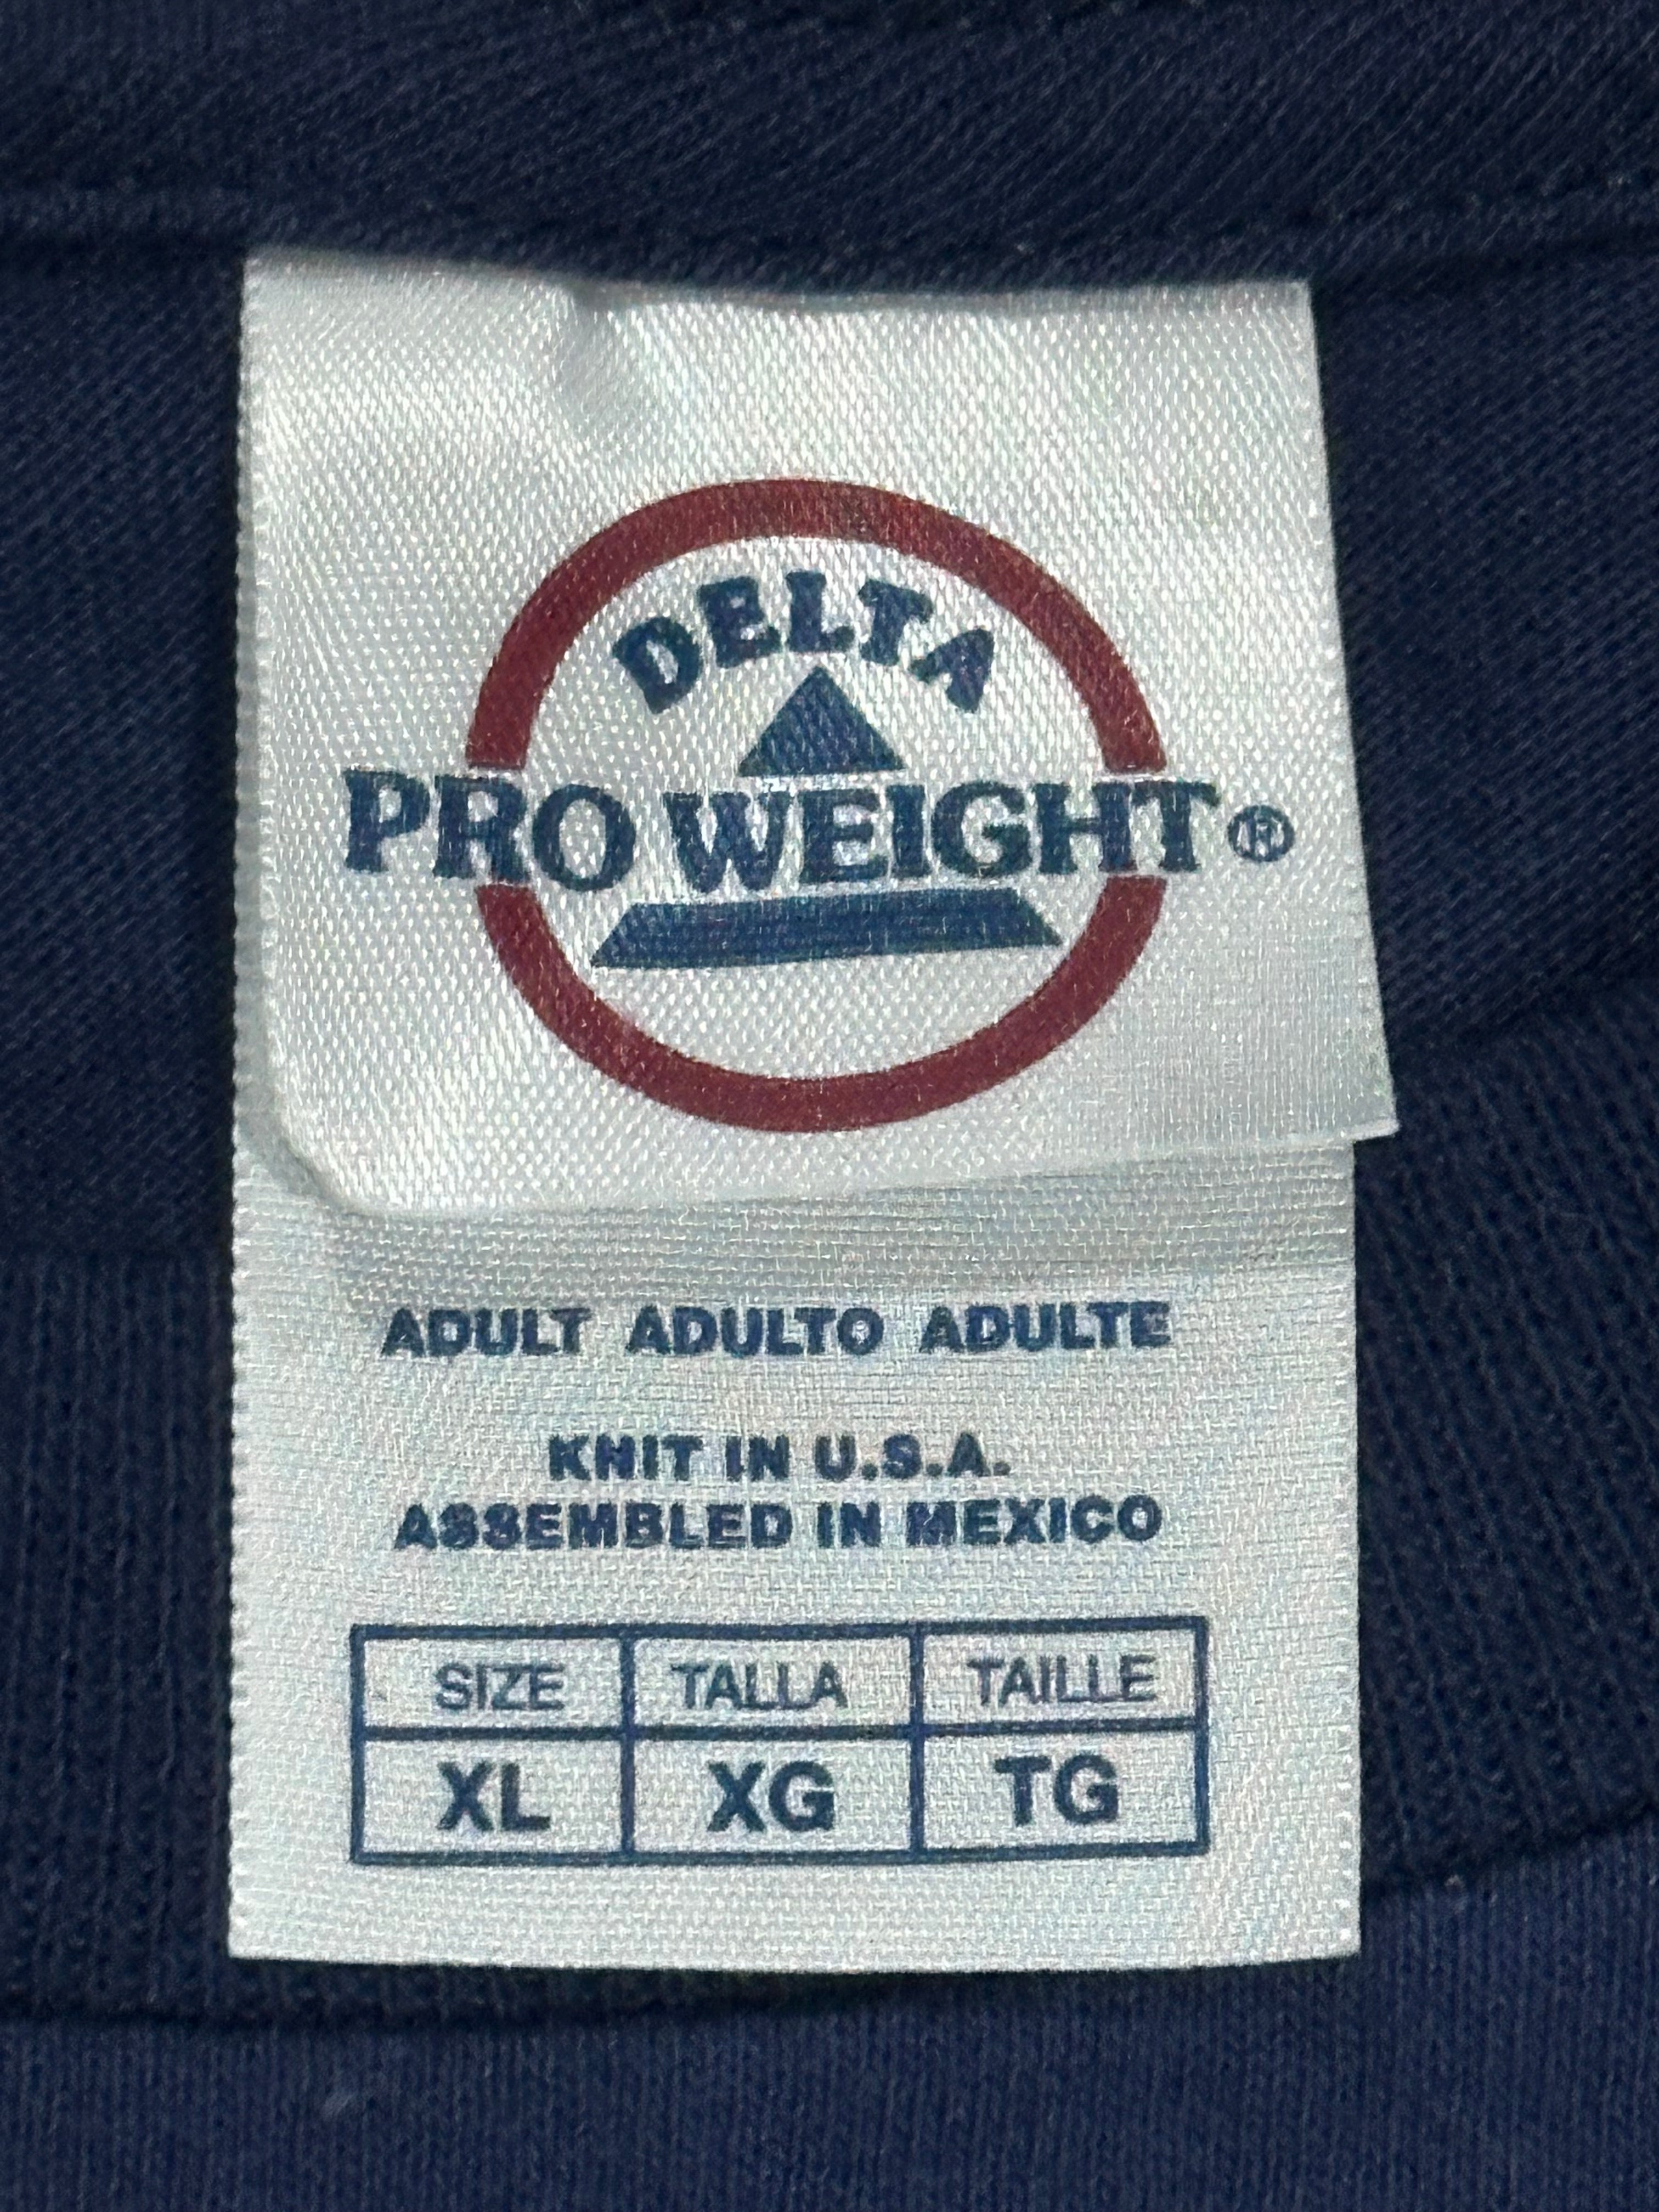 DELTA
PRO WEIGHT®
ADULT ADULTO ADULTE
KNIT IN U.S.A.
ASSEMBLED IN MEXICO
SIZE TALLA TAILLE
XL XG TG